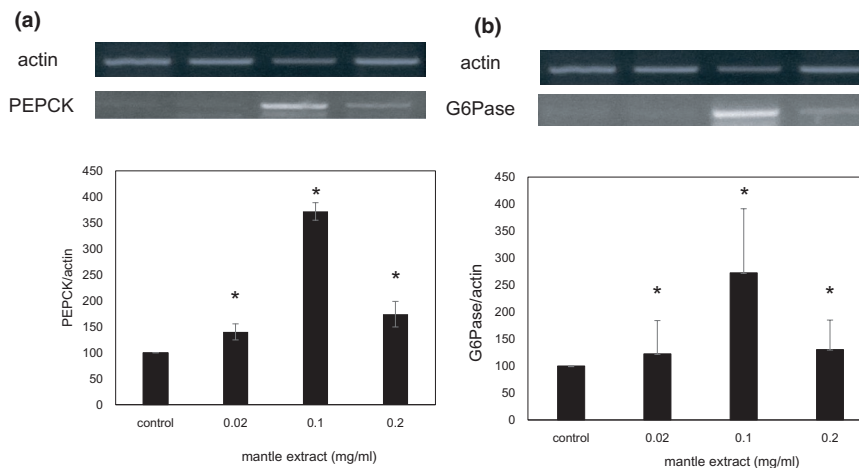 (a)
actin
PEPCK
450
400
350
300
250
200
150
100
50
0
PEPCK/actin
*
*
*
control 0.02 0.1 0.2
mantle extract (mg/ml)
(b)
actin
G6Pase
450
400
350
300
250
200
150
100
50
0
G6Pase/actin
*
*
*
control 0.02 0.1 0.2
mantle extract (mg/ml)